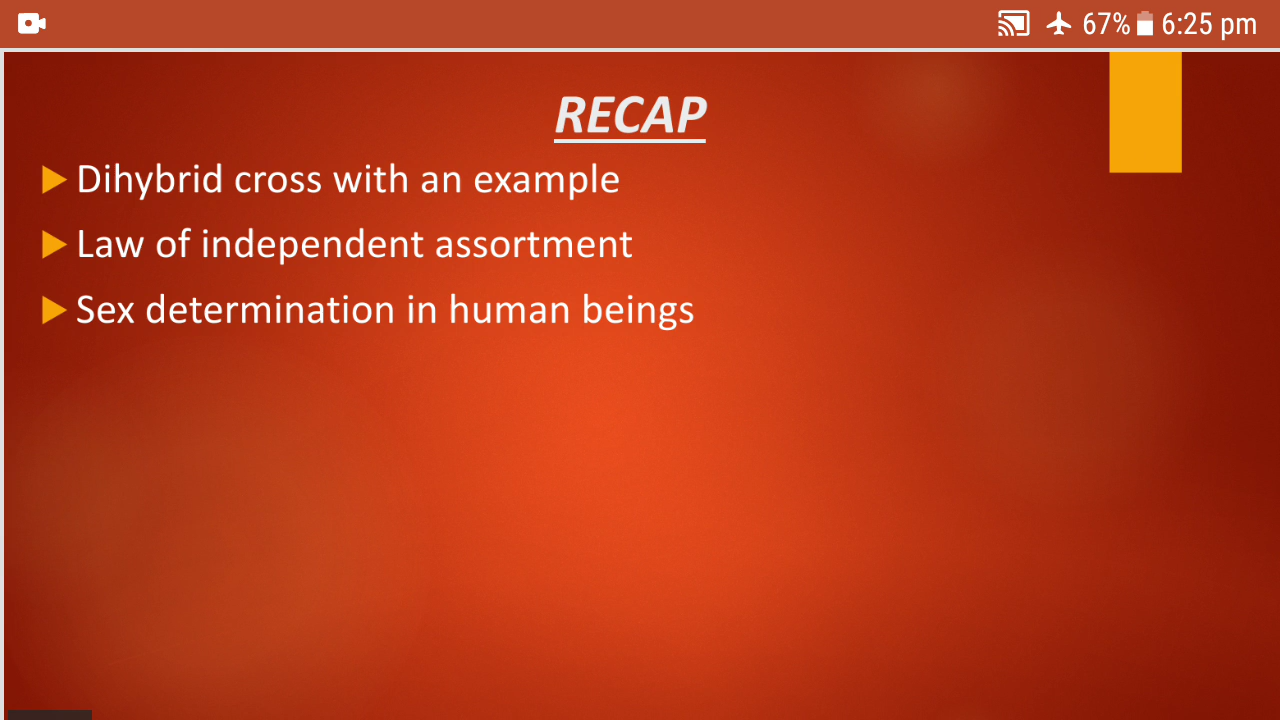 67% 6:25 pm
RECAP
Dihybrid cross with an example
Law of independent assortment
Sex determination in human beings